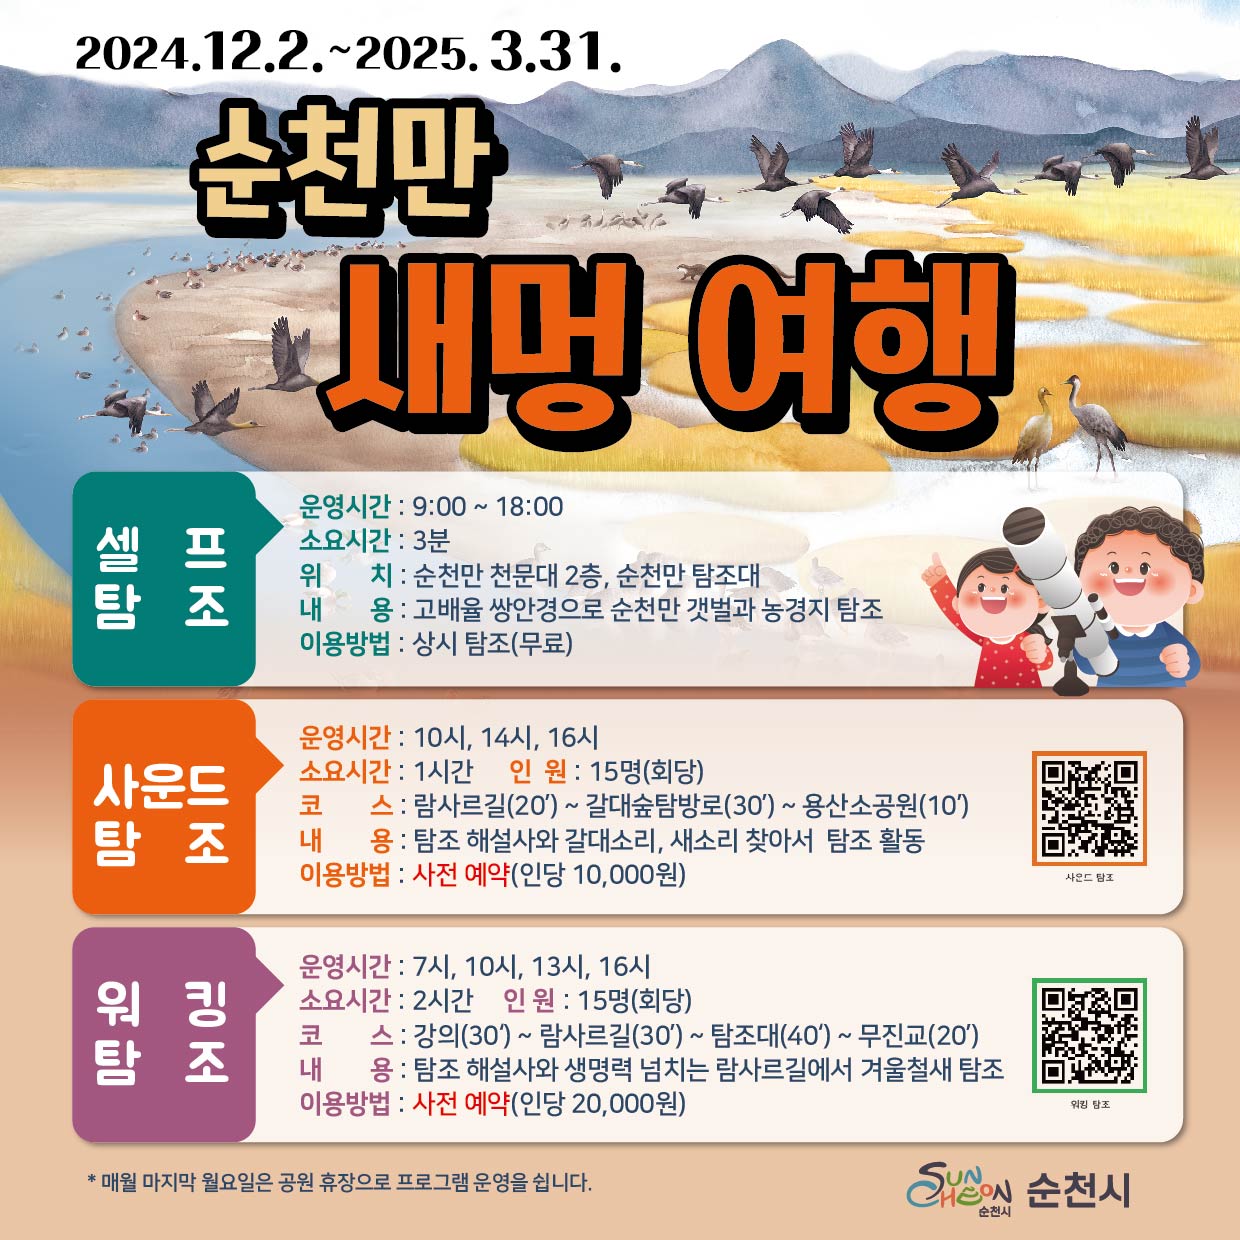 2024.12.2.~2025. 3.31.
순천만
새멍 여행
셀 프
탐 조
운영시간 : 9:00 ~ 18:00
소요시간 : 3분
위 치 : 순천만 천문대 2층, 순천만 탐조대
내 용 : 고배율 쌍안경으로 순천만 갯벌과 농경지 탐조
이용방법 : 상시 탐조(무료)
사운드
탐 조
운영시간 : 10시, 14시, 16시
소요시간 : 1시간 인 원 : 15명(회당)
코 스 : 람사르길(20′) ~ 갈대숲탐방로(30′) ~ 용산소공원(10′)
내 용 : 탐조 해설사와 갈대소리, 새소리 찾아서 탐조 활동
이용방법 : 사전 예약(인당 10,000원)
사운드 탐조
워 킹
탐 조
운영시간 : 7시, 10시, 13시, 16시
소요시간 : 2시간 인 원 : 15명(회당)
코 스 : 강의(30‘) ~ 람사르길(30′) ~ 탐조대(40‘) ~ 무진교(20′)
내 용 : 탐조 해설사와 생명력 넘치는 람사르길에서 겨울철새 탐조
이용방법 : 사전 예약(인당 20,000원)
워킹 탐조
* 매월 마지막 월요일은 공원 휴장으로 프로그램 운영을 쉽니다.
SUN
CHEON
순천시
순천시